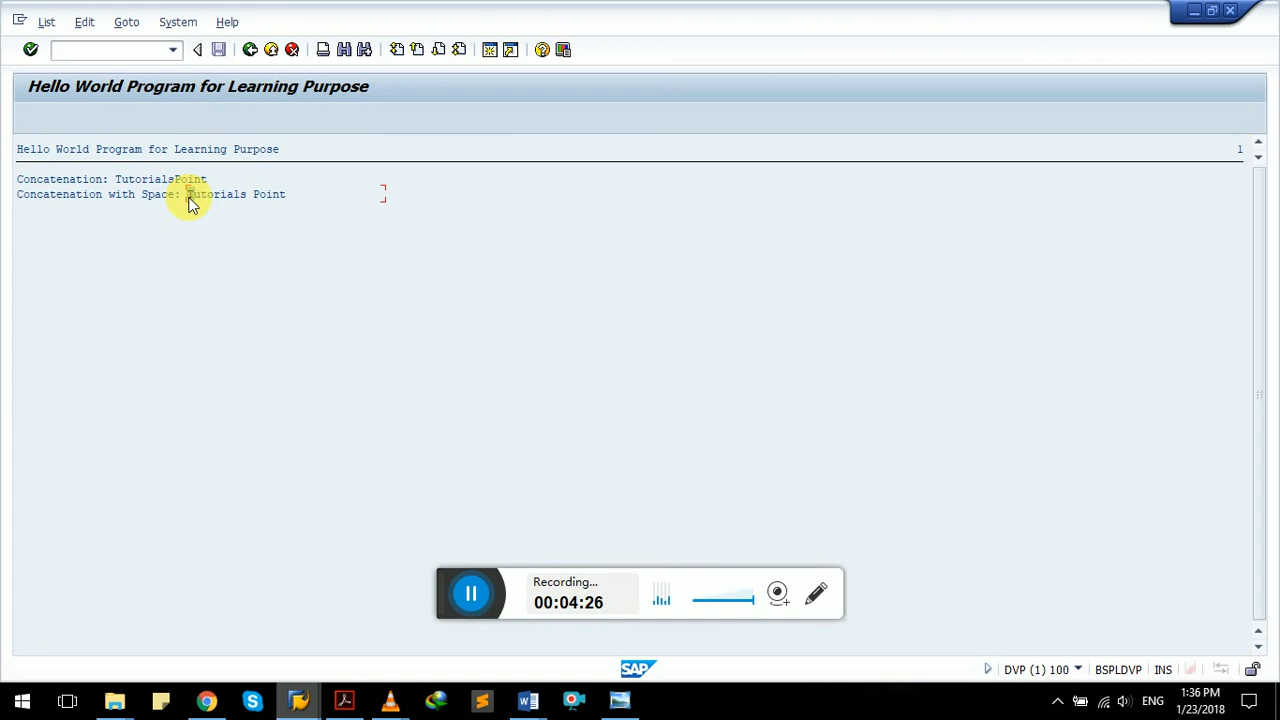 List Edit Goto System Help
Hello World Program for Learning Purpose
Hello World Program for Learning Purpose 1
Concatenation: TutorialsPoint
Concatenation with Space: Tutorials Point
Recording...
00:04:26
SAP
DVP (1) 100 BSPLDVP INS
ENG
1:36 PM
1/23/2018